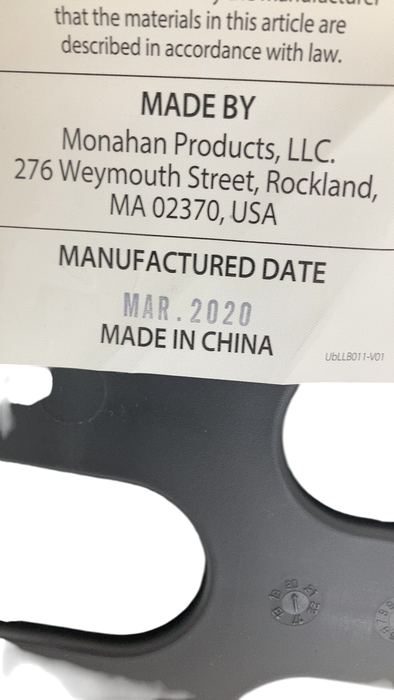 that the materials in this article are
described in accordance with law.
MADE BY
Monahan Products, LLC.
276 Weymouth Street, Rockland,
MA 02370, USA
MANUFACTURED DATE
MAR. 2020
MADE IN CHINA
UbLLB011-V01